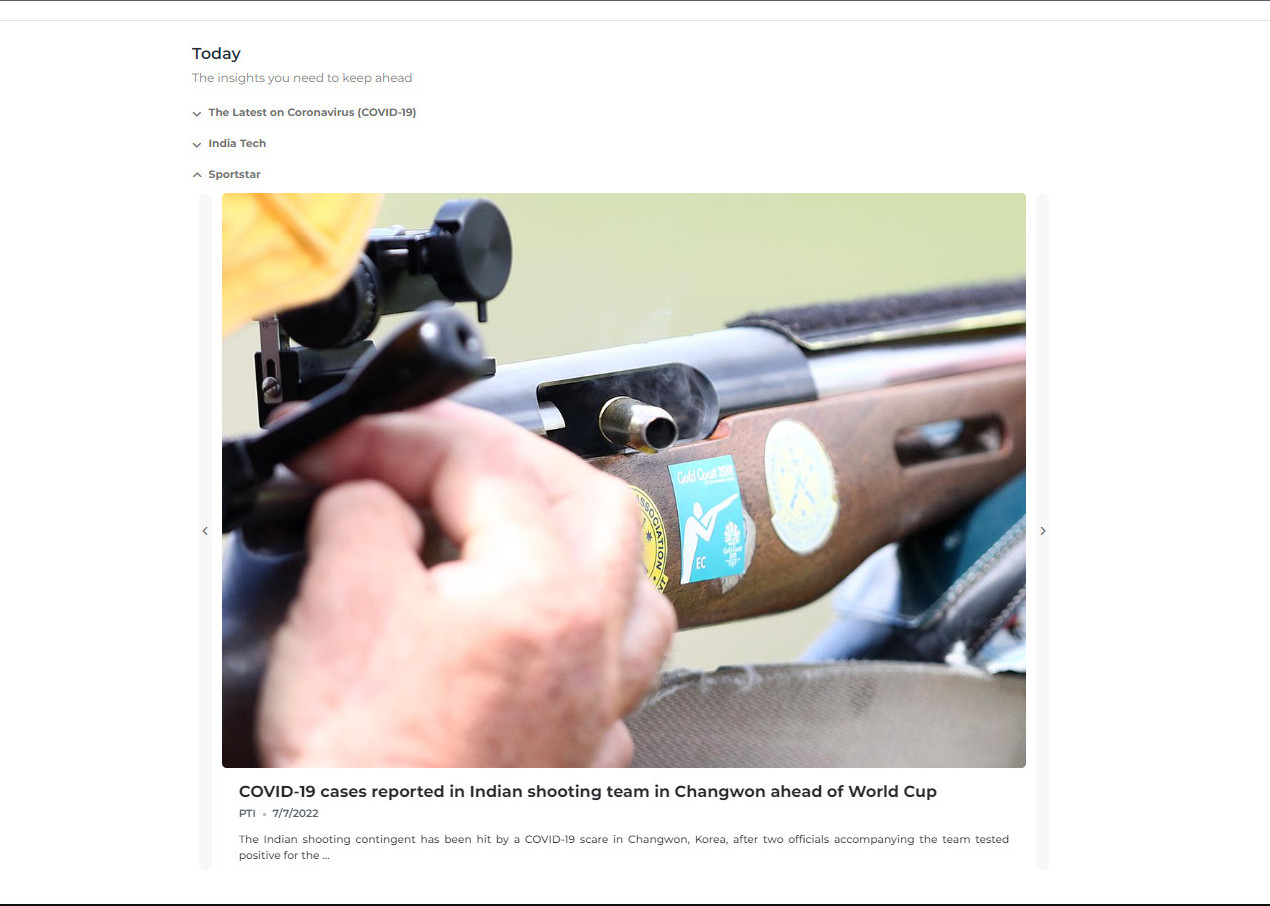 Today
The insights you need to keep ahead
The Latest on Coronavirus (COVID-19)
India Tech
Sportstar
Gold Coast 2018
ASSOCIATION
EC
Gold Coast
COVID-19 cases reported in Indian shooting team in Changwon ahead of World Cup
PTI • 7/7/2022
The Indian shooting contingent has been hit by a COVID-19 scare in Changwon, Korea, after two officials accompanying the team tested
positive for the ...